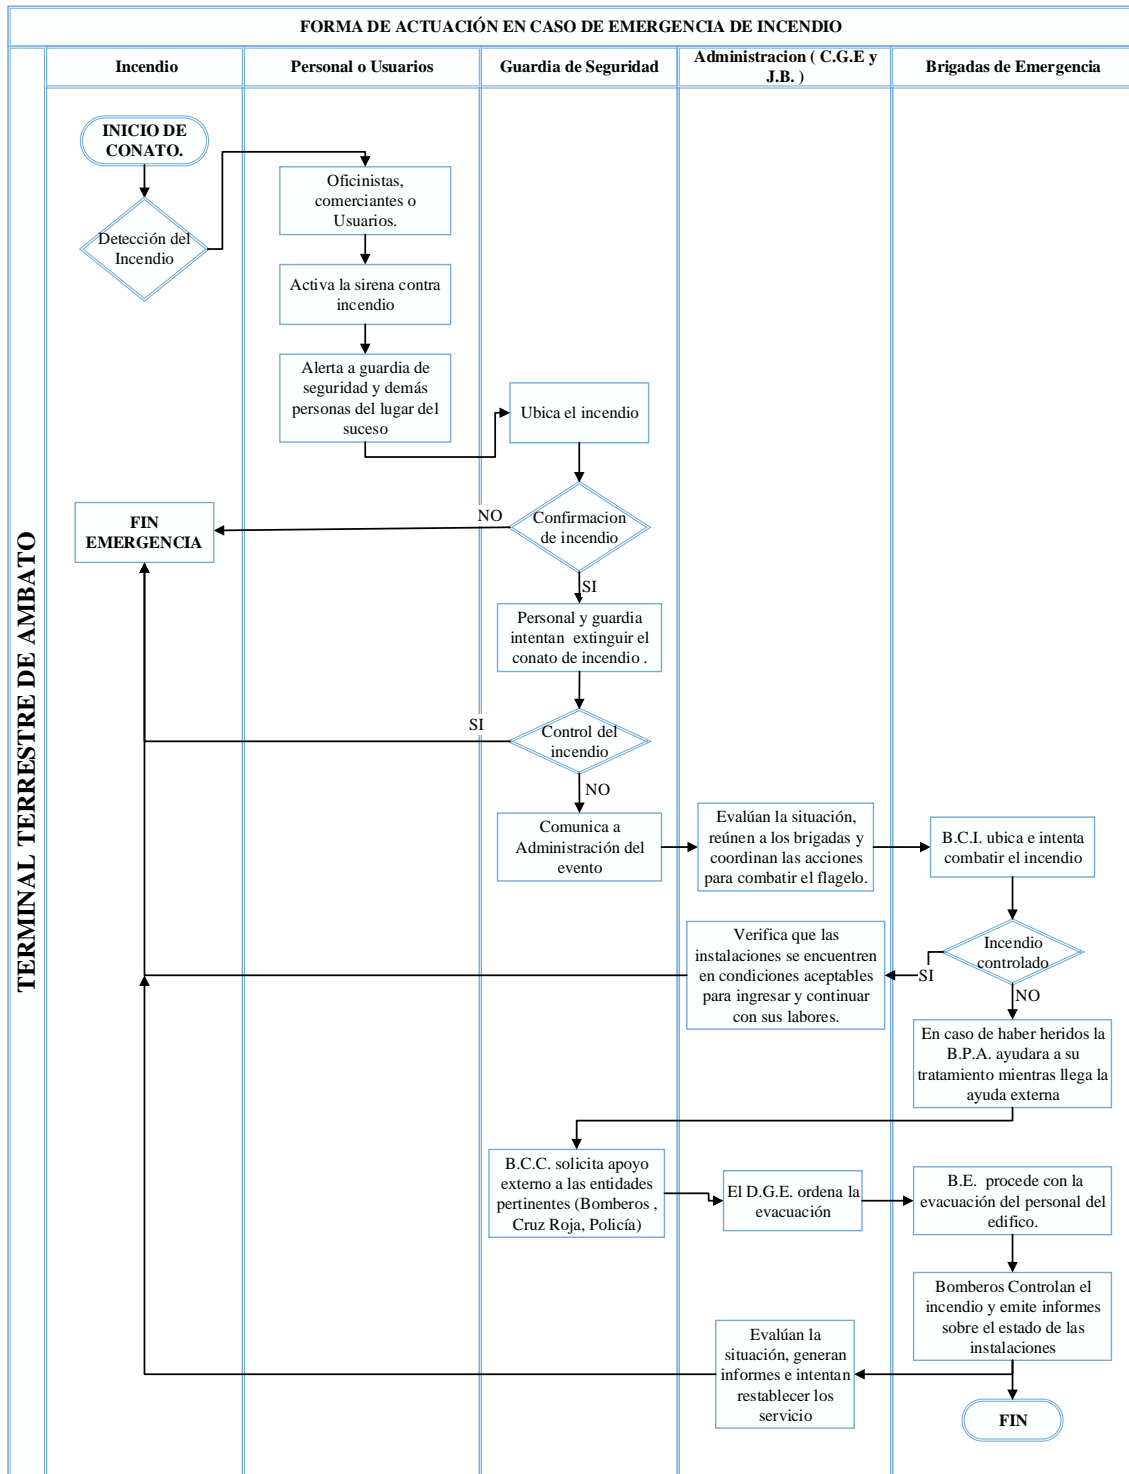 FORMA DE ACTUACIÓN EN CASO DE EMERGENCIA DE INCENDIO
TERMINAL TERRESTRE DE AMBATO
Incendio
Personal o Usuarios
Guardia de Seguridad
Administracion ( C.G.E y
J.B. )
Brigadas de Emergencia
INICIO DE
CONATO.
Detección del
Incendio
Oficinistas,
comerciantes o
Usuarios.
Activa la sirena contra
incendio
Alerta a guardia de
seguridad y demás
personas del lugar del
suceso
Ubica el incendio
Confirmacion
de incendio
NO
FIN
EMERGENCIA
SI
Personal y guardia
intentan extinguir el
conato de incendio .
Control del
incendio
SI
NO
Comunica a
Administración del
evento
Evalúan la situación,
reúnen a los brigadas y
coordinan las acciones
para combatir el flagelo.
B.C.I. ubica e intenta
combatir el incendio
Incendio
controlado
SI
Verifica que las
instalaciones se encuentren
en condiciones aceptables
para ingresar y continuar
con sus labores.
NO
En caso de haber heridos la
B.P.A. ayudara a su
tratamiento mientras llega la
ayuda externa
B.C.C. solicita apoyo
externo a las entidades
pertinentes (Bomberos ,
Cruz Roja, Policía)
El D.G.E. ordena la
evacuación
B.E. procede con la
evacuación del personal del
edifico.
Bomberos Controlan el
incendio y emite informes
sobre el estado de las
instalaciones
Evalúan la
situación, generan
informes e intentan
restablecer los
servicio
FIN